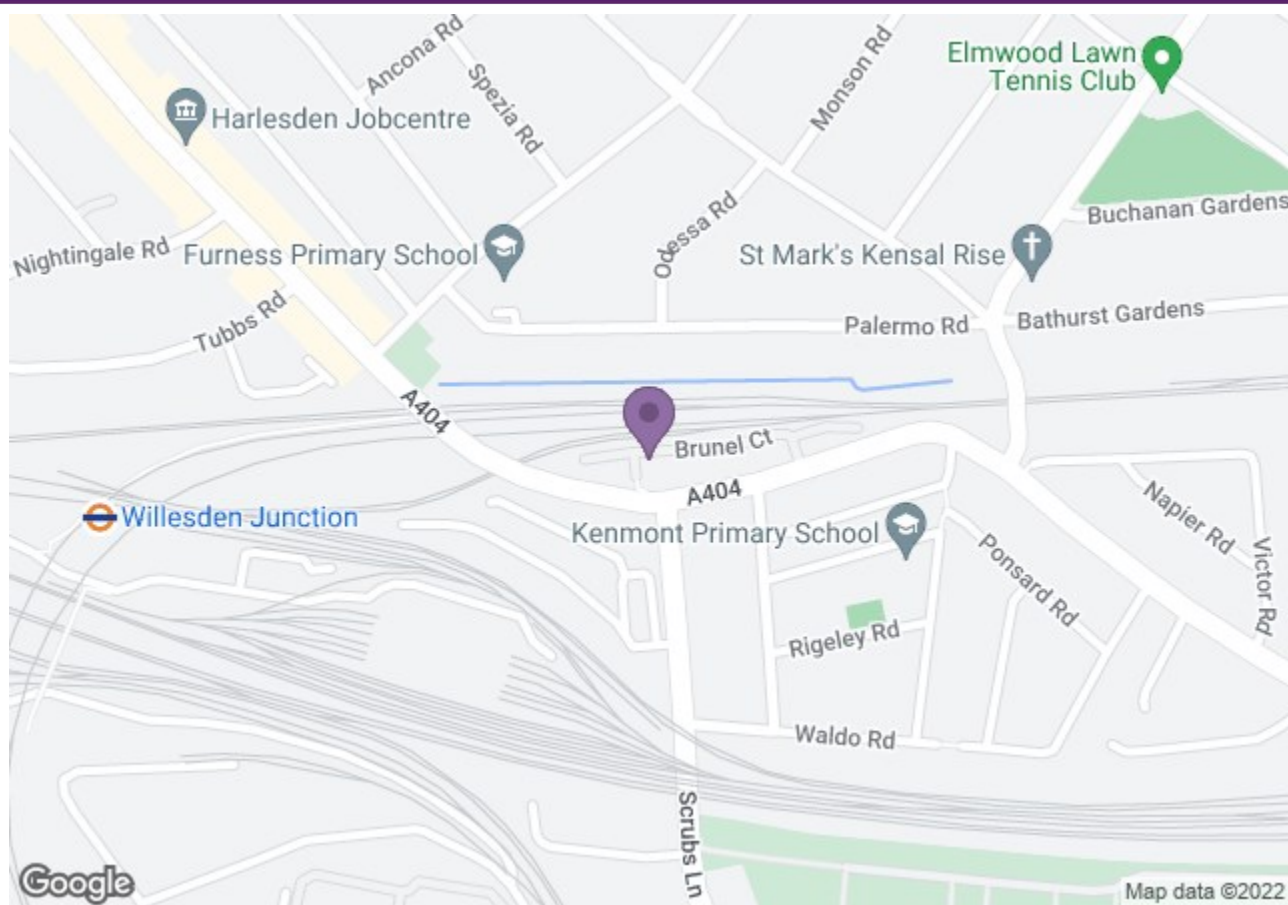 Ancona Rd
Spezia Rd
Monson Rd
Elmwood Lawn
Tennis Club
Harlesden Jobcentre
Buchanan Gardens
Nightingale Rd
Furness Primary School
Odessa Rd
St Mark's Kensal Rise
Tubbs Rd
Palermo Rd
Bathurst Gardens
A404
Brunel Ct
A404
Willesden Junction
Kenmont Primary School
Napier Rd
Ponsard Rd
Victor Rd
Rigeley Rd
Waldo Rd
Scrubs Ln
Google
Map data ©2022